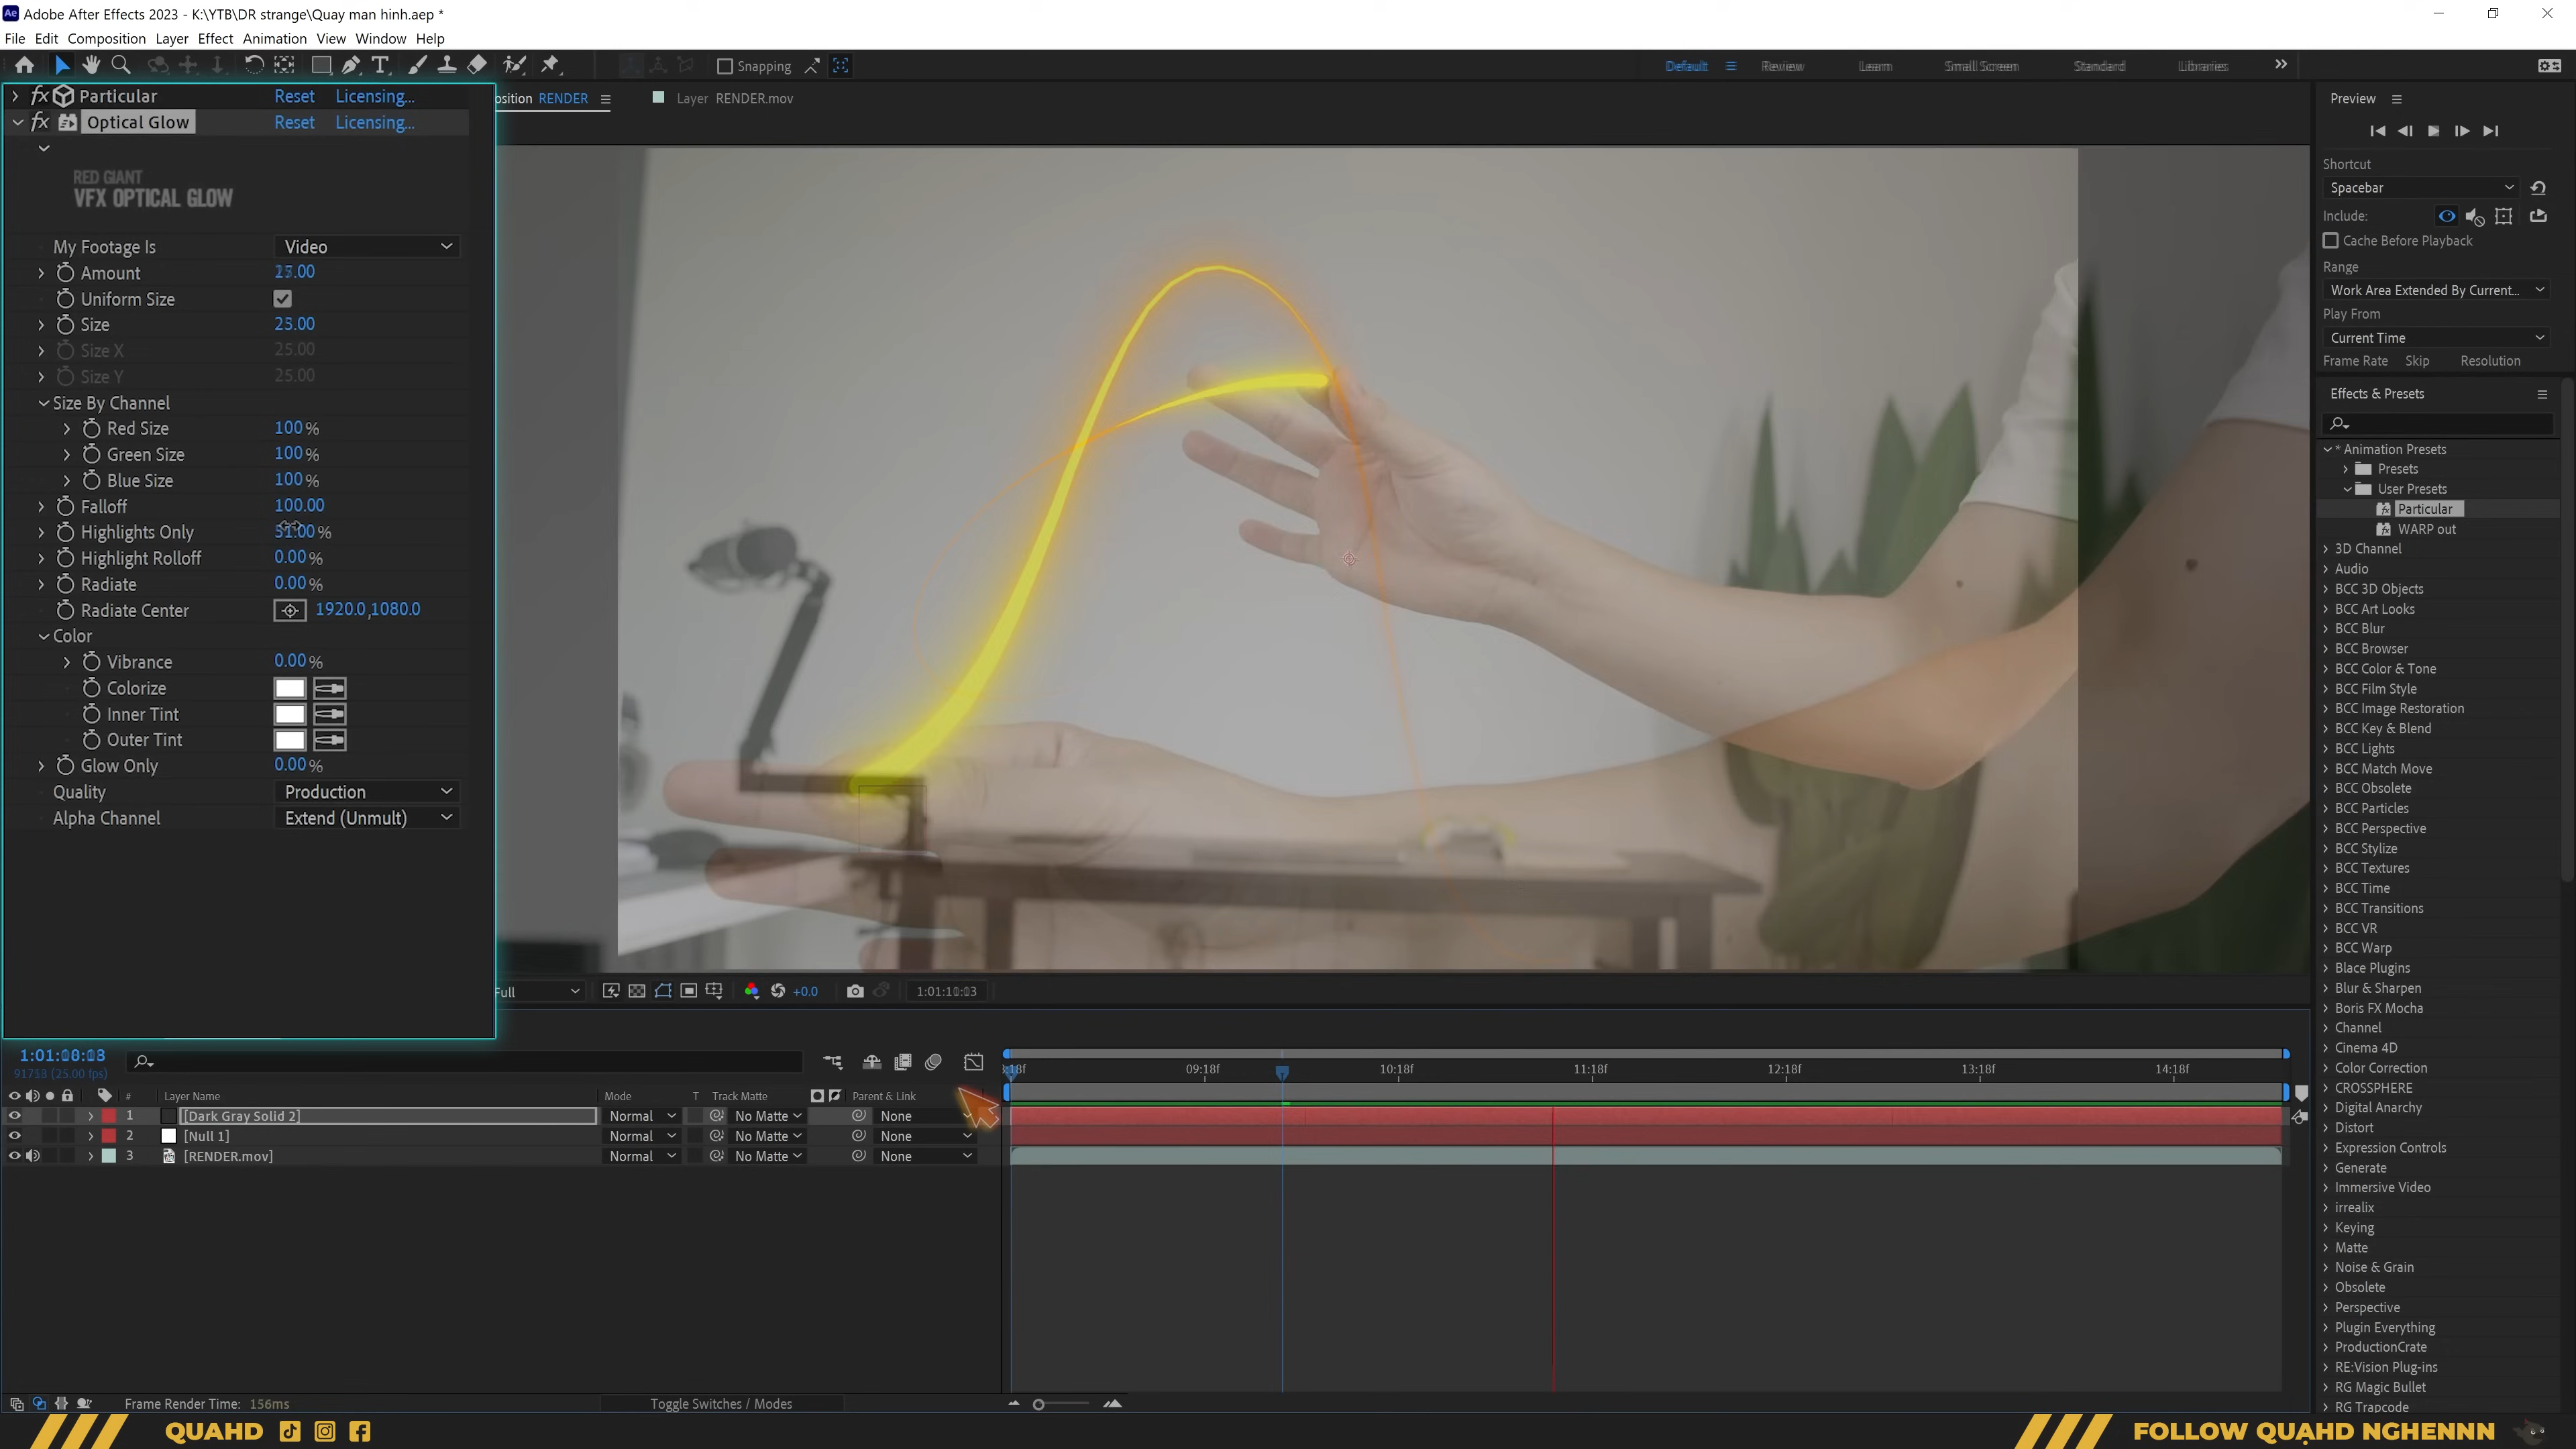 Adobe After Effects 2023 - K:\YTB\DR strange\Quay man hinh.aep *
File Edit Composition Layer Effect Animation View Window Help
Snapping
Default Review Learn Small Screen Standard Libraries
Particular Reset Licensing...
Optical Glow Reset Licensing...
RED GIANT
VFX OPTICAL GLOW
My Footage Is Video
Amount
Uniform Size
Size
Size X 25.00
Size Y 25.00
Size By Channel
Red Size 100 %
Green Size 100 %
Blue Size 100 %
Falloff 100.00
Highlights Only
Highlight Rolloff 0.00 %
Radiate 0.00 %
Radiate Center 1920.0,1080.0
Color
Vibrance 0.00 %
Colorize
Inner Tint
Outer Tint
Glow Only 0.00 %
Quality Production
Alpha Channel Extend (Unmult)
osition RENDER
Layer RENDER.mov
Full
+0.0
Preview
Shortcut
Spacebar
Include:
Cache Before Playback
Range
Work Area Extended By Current...
Play From
Current Time
Frame Rate Skip Resolution
Effects & Presets
* Animation Presets
Presets
User Presets
Particular
WARP out
3D Channel
Audio
BCC 3D Objects
BCC Art Looks
BCC Blur
BCC Browser
BCC Color & Tone
BCC Film Style
BCC Image Restoration
BCC Key & Blend
BCC Lights
BCC Match Move
BCC Obsolete
BCC Particles
BCC Perspective
BCC Stylize
BCC Textures
BCC Time
BCC Transitions
BCC VR
BCC Warp
Blace Plugins
Blur & Sharpen
Boris FX Mocha
Channel
Cinema 4D
Color Correction
CROSSPHERE
Digital Anarchy
Distort
Expression Controls
Generate
Immersive Video
irrealix
Keying
Matte
Noise & Grain
Obsolete
Perspective
Plugin Everything
ProductionCrate
RE:Vision Plug-ins
RG Magic Bullet
RG Trapcode
(25.00 fps)
09:18f 10:18f 11:18f 12:18f 13:18f 14:18f
# Layer Name Mode T Track Matte Parent & Link
1 [Dark Gray Solid 2] Normal No Matte None
2 [Null 1] Normal No Matte None
3 [RENDER.mov] Normal No Matte None
Frame Render Time: 156ms
Toggle Switches / Modes
QUAHD
FOLLOW QUẠHD NGHENNN